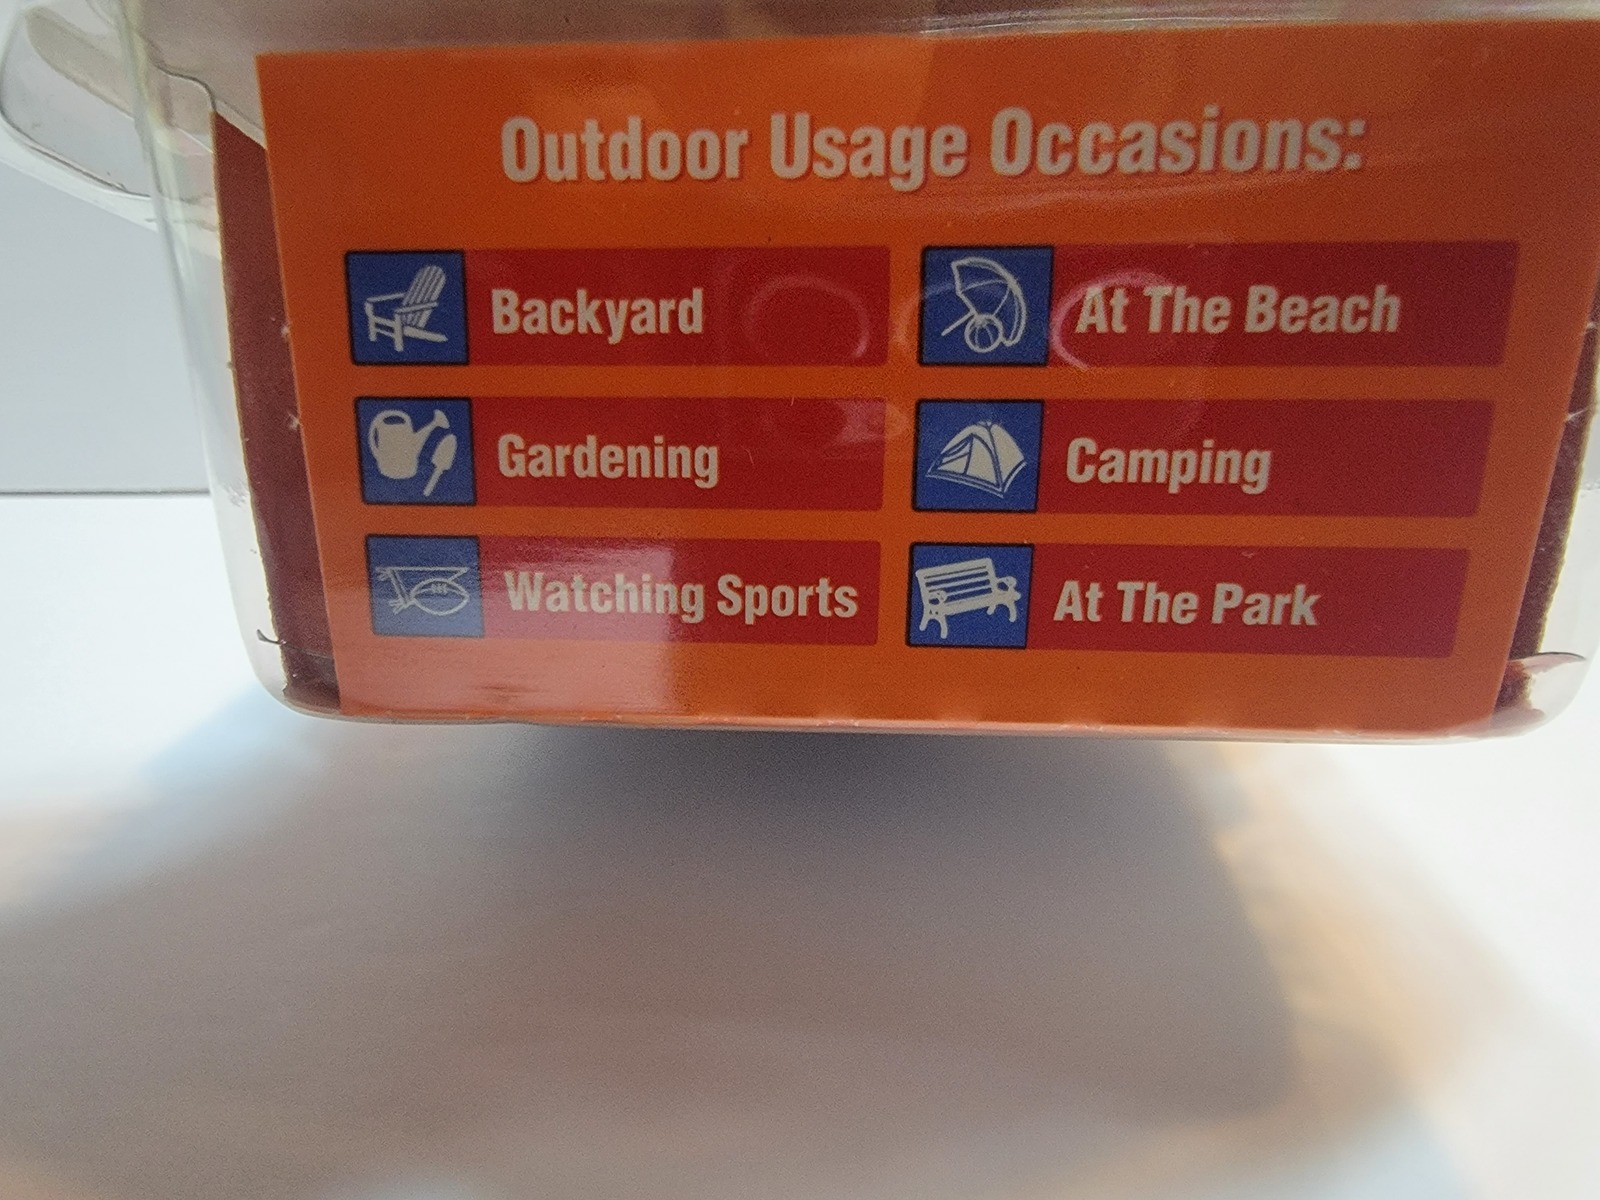 Outdoor Usage Occasions:
Backyard
At The Beach
Gardening
Camping
Watching Sports
At The Park